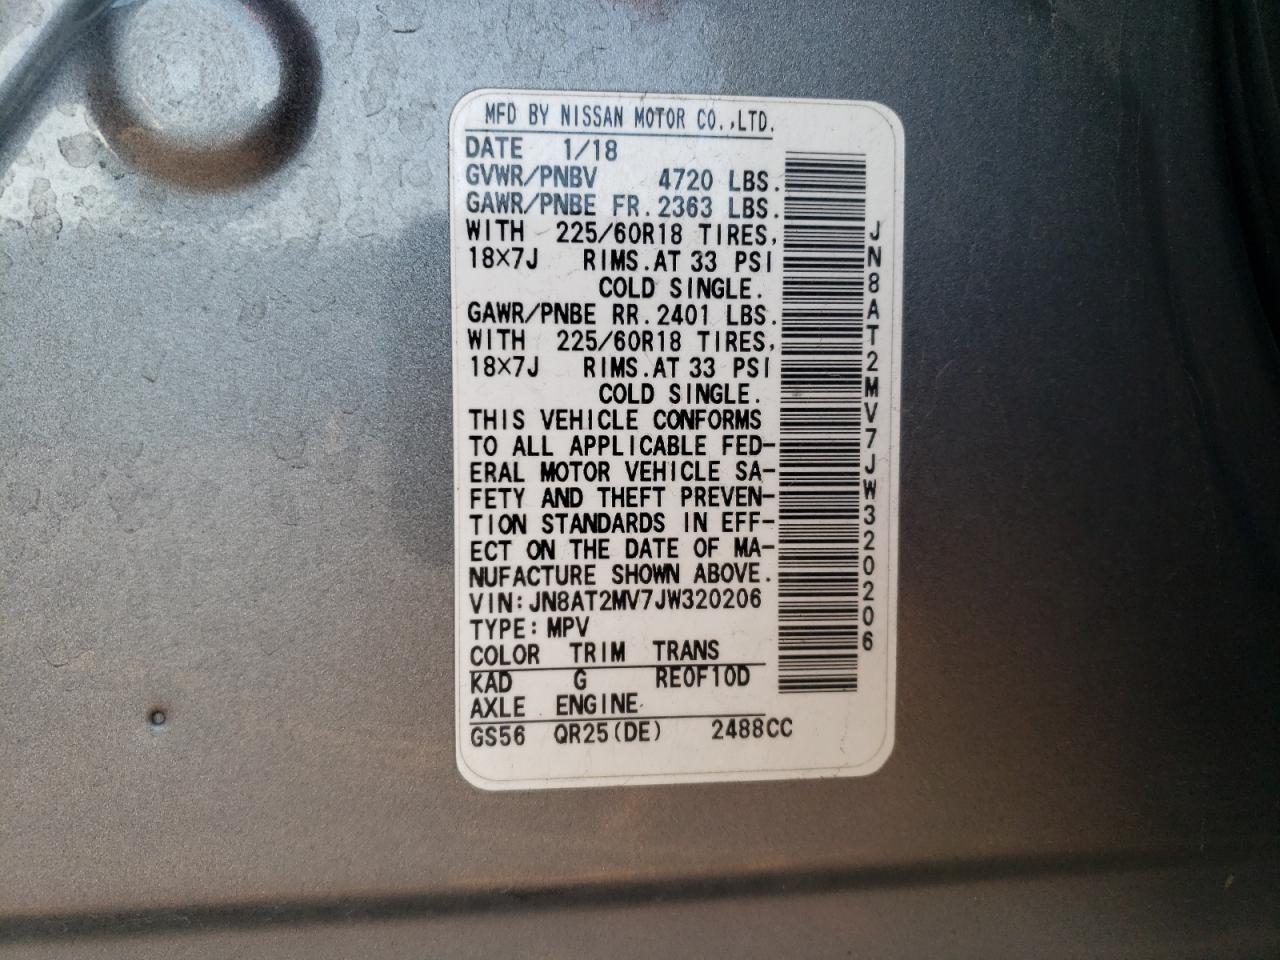 MFD BY NISSAN MOTOR CO.,LTD.
DATE 1/18
GVWR/PNBV 4720 LBS.
GAWR/PNBE FR.2363 LBS.
WITH 225/60R18 TIRES,
18×7J RIMS.AT 33 PSI
COLD SINGLE.
GAWR/PNBE RR.2401 LBS.
WITH 225/60R18 TIRES,
18×7J RIMS.AT 33 PSI
COLD SINGLE.
THIS VEHICLE CONFORMS
TO ALL APPLICABLE FED-
ERAL MOTOR VEHICLE SA-
FETY AND THEFT PREVEN-
TION STANDARDS IN EFF-
ECT ON THE DATE OF MA-
NUFACTURE SHOWN ABOVE.
VIN:JN8AT2MV7JW320206
TYPE:MPV
COLOR TRIM TRANS
KAD G RE0F10D
AXLE ENGINE
GS56 QR25(DE) 2488CC
JN8AT2MV7JW320206